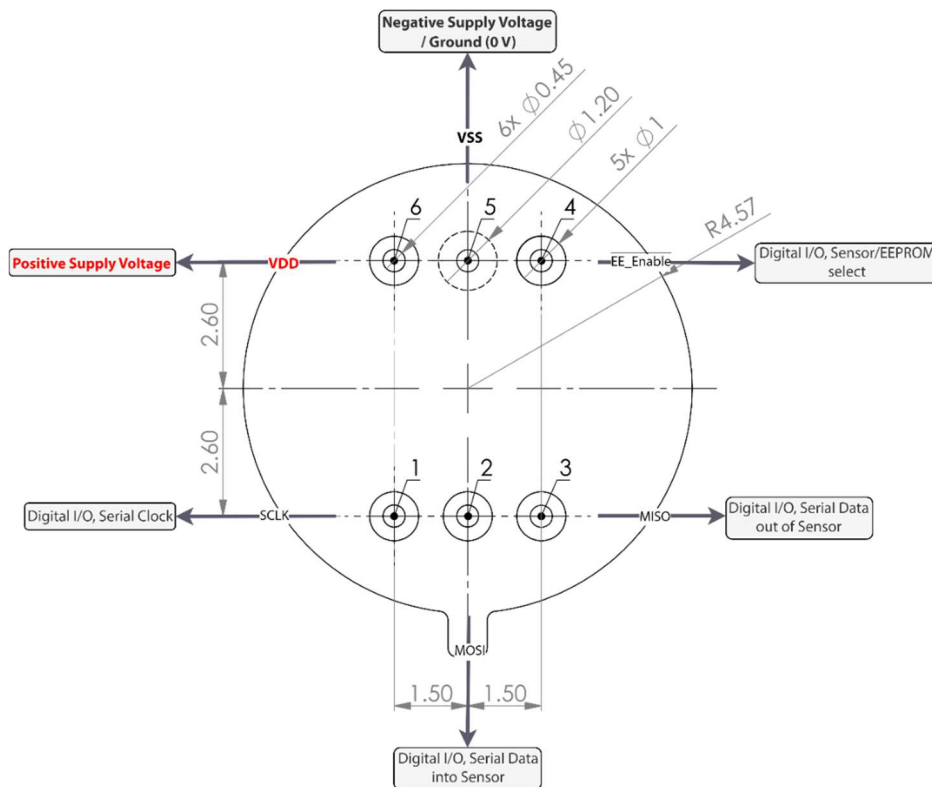 Negative Supply Voltage
/ Ground (0 V)
6x ϕ0.45
ϕ1.20
5x ϕ1
VSS
R4.57
6
5
4
Positive Supply Voltage
VDD
EE_Enable
Digital I/O, Sensor/EEPROM
select
2.60
2.60
1
2
3
Digital I/O, Serial Clock
SCLK
MISO
Digital I/O, Serial Data
out of Sensor
MOSI
1.50
1.50
Digital I/O, Serial Data
into Sensor